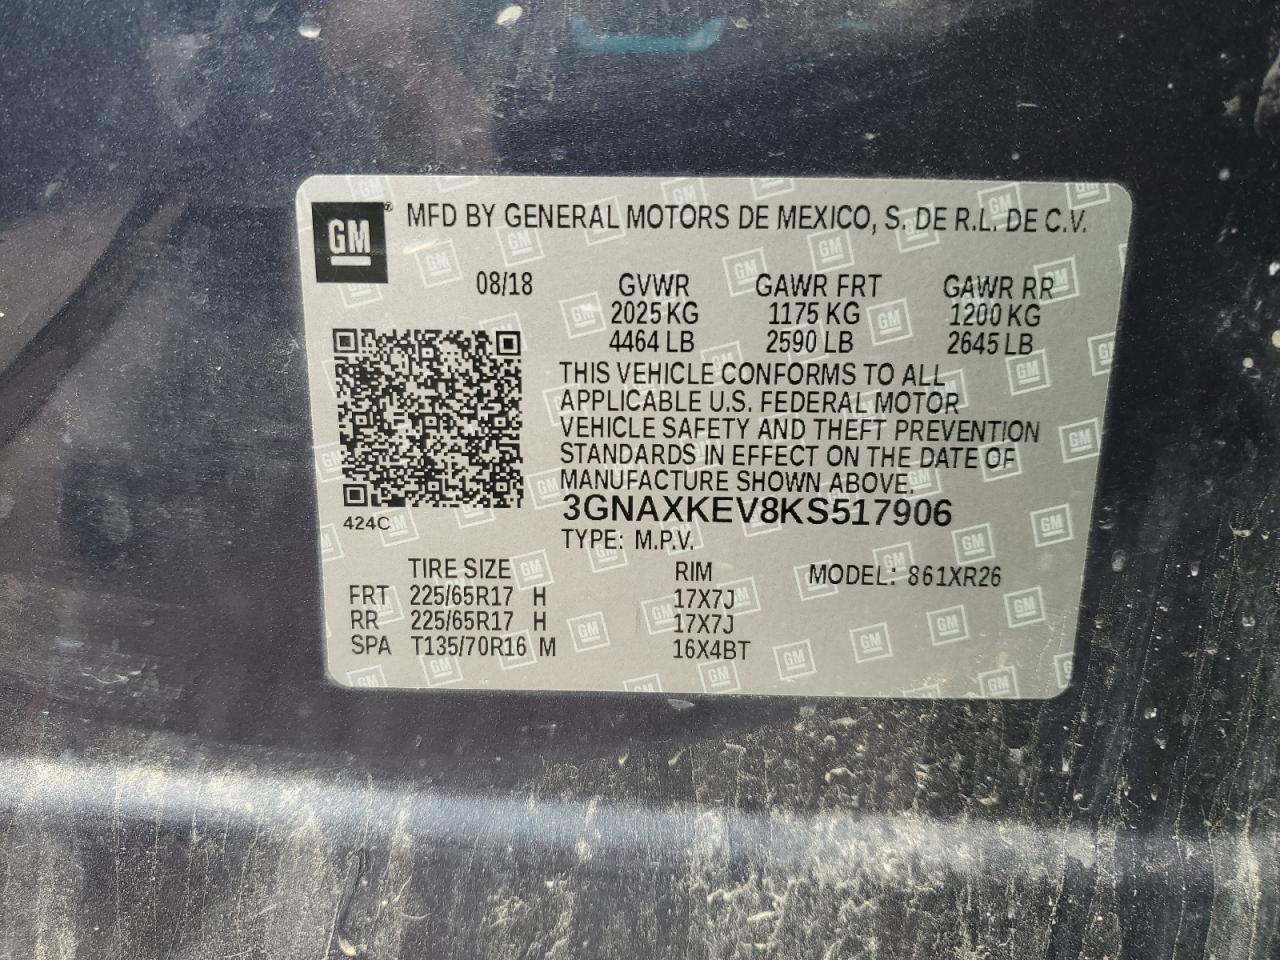 GM® MFD BY GENERAL MOTORS DE MEXICO, S. DE R.L. DE C.V.
08/18 GVWR GAWR FRT GAWR RR
2025 KG 1175 KG 1200 KG
4464 LB 2590 LB 2645 LB
THIS VEHICLE CONFORMS TO ALL
APPLICABLE U.S. FEDERAL MOTOR
VEHICLE SAFETY AND THEFT PREVENTION
STANDARDS IN EFFECT ON THE DATE OF
MANUFACTURE SHOWN ABOVE.
3GNAXKEV8KS517906
424C
TYPE: M.P.V.
TIRE SIZE RIM MODEL: 861XR26
FRT 225/65R17 H 17X7J
RR 225/65R17 H 17X7J
SPA T135/70R16 M 16X4BT